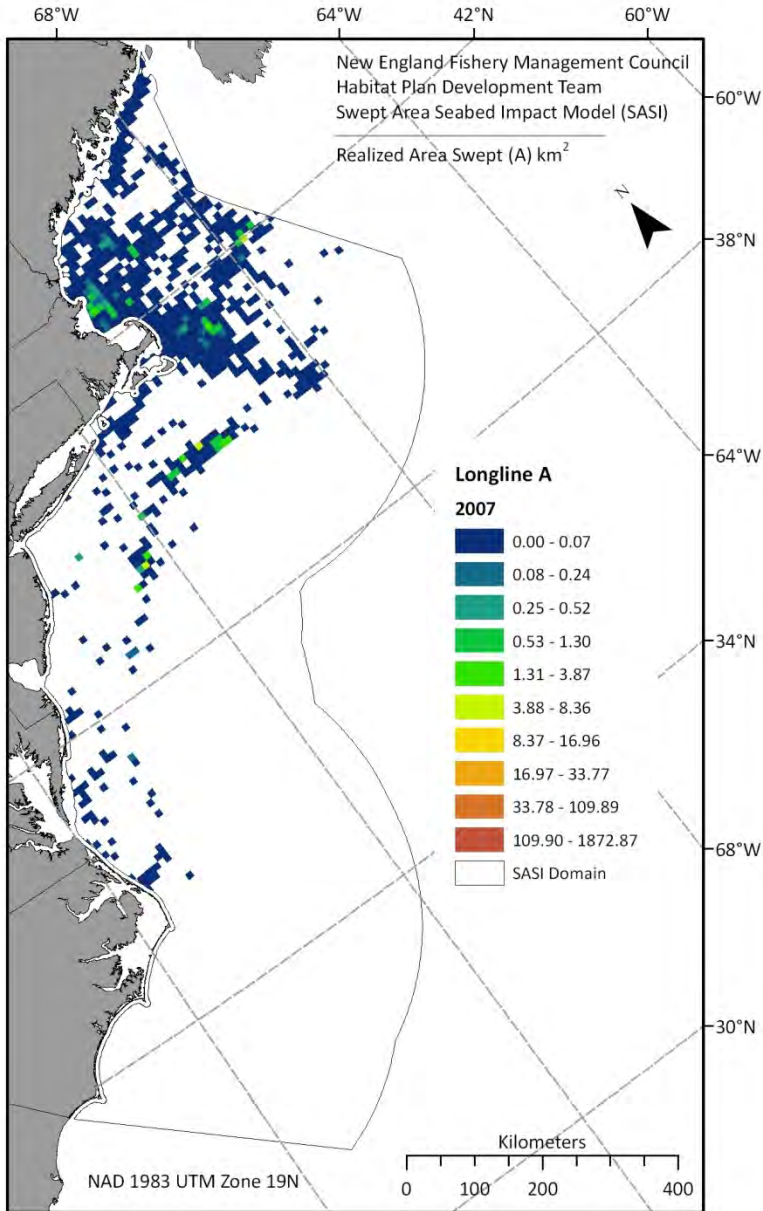 68°W 64°W 42°N 60°W
New England Fishery Management Council
Habitat Plan Development Team
Swept Area Seabed Impact Model (SASI)
Realized Area Swept (A) km²
60°W
N
38°N
64°W
Longline A
2007
0.00 - 0.07
0.08 - 0.24
0.25 - 0.52
0.53 - 1.30
1.31 - 3.87
3.88 - 8.36
8.37 - 16.96
16.97 - 33.77
33.78 - 109.89
109.90 - 1872.87
SASI Domain
34°N
68°W
30°N
Kilometers
0 100 200 300 400
NAD 1983 UTM Zone 19N